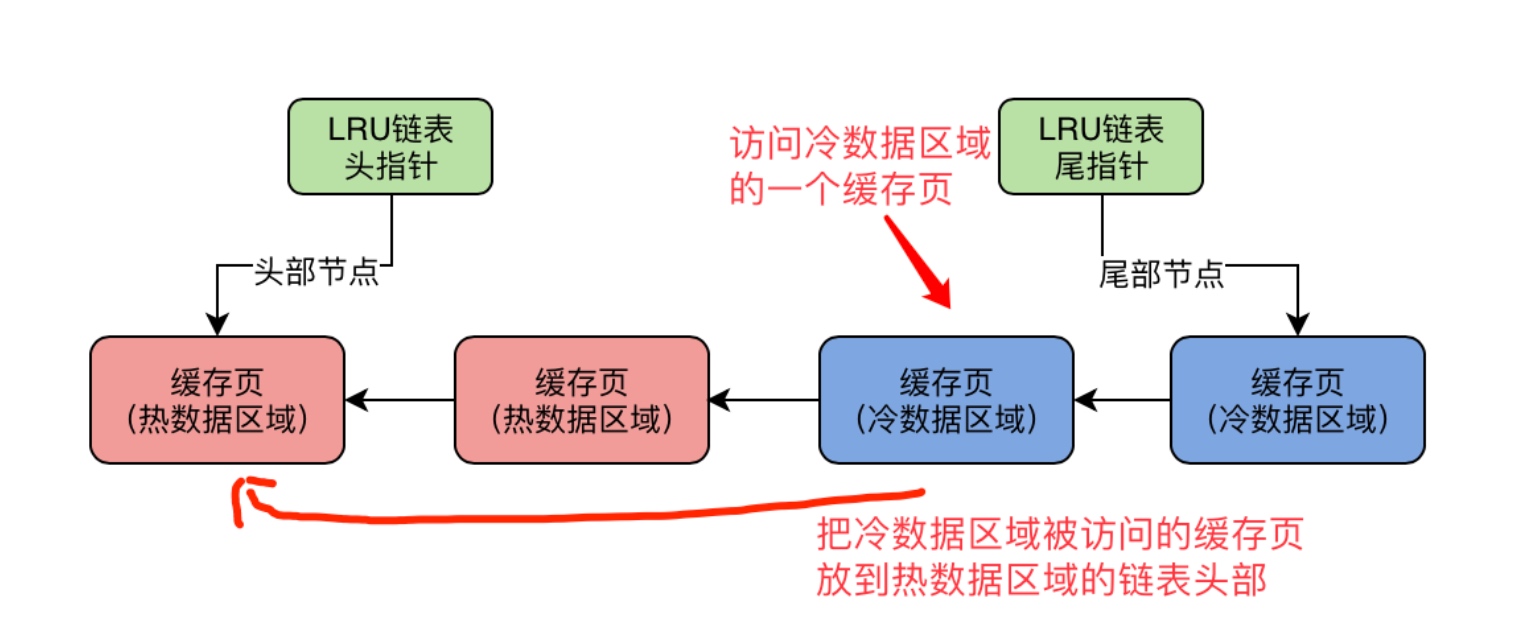 LRU链表
头指针
访问冷数据区域
的一个缓存页
LRU链表
尾指针
头部节点
尾部节点
缓存页
（热数据区域）
缓存页
（热数据区域）
缓存页
（冷数据区域）
缓存页
（冷数据区域）
把冷数据区域被访问的缓存页
放到热数据区域的链表头部